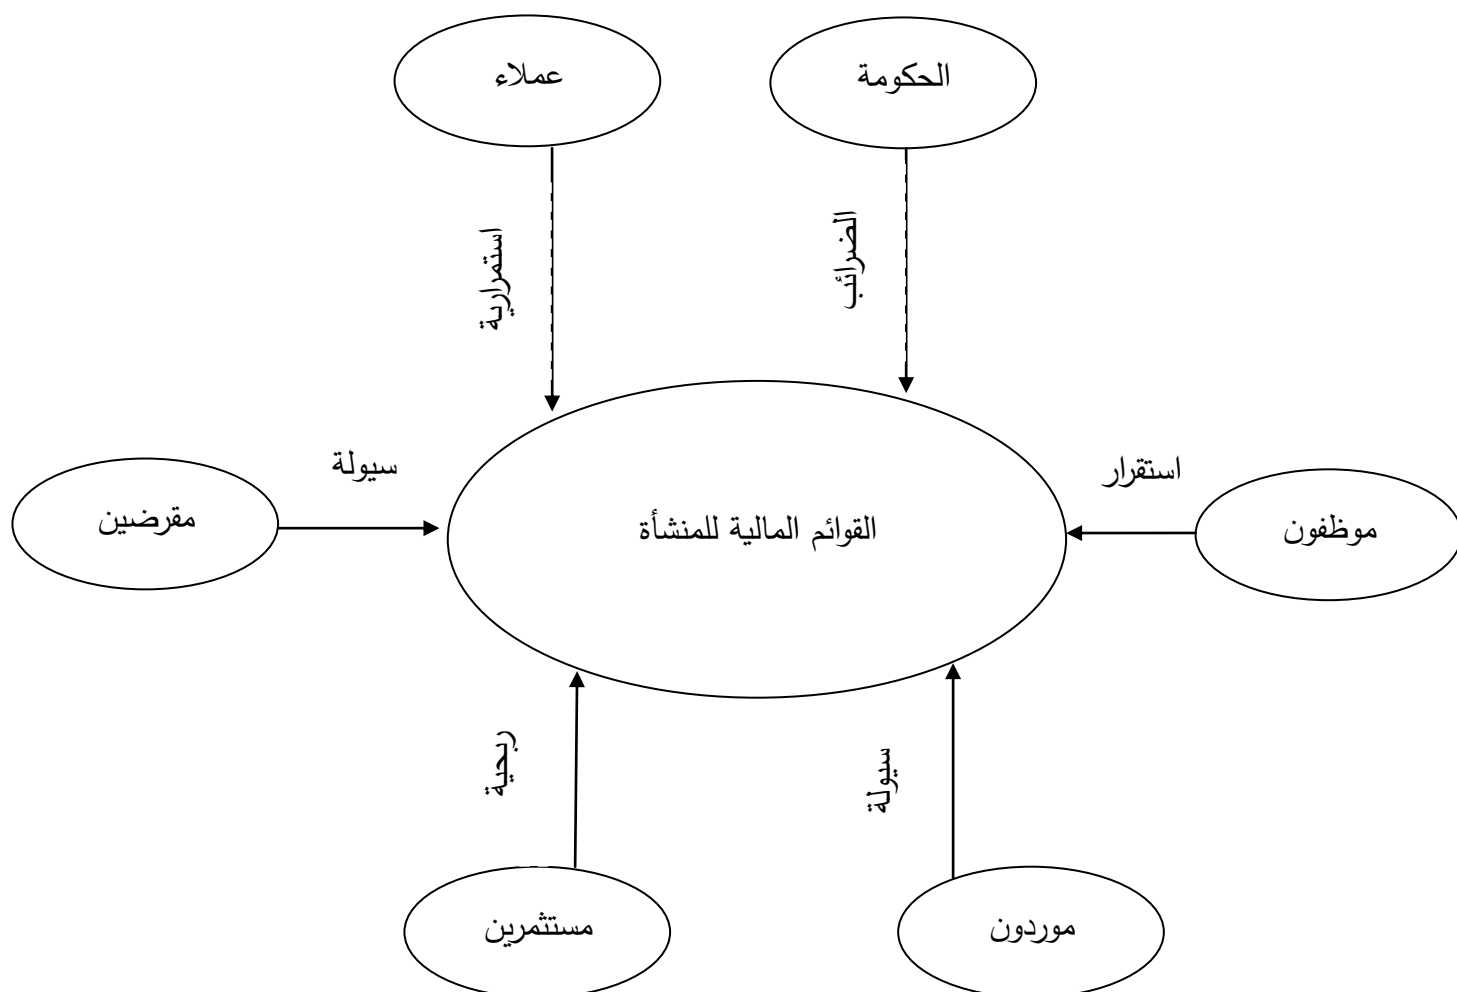 الحكومة
عملاء
الضرائب
استمرارية
استقرار
سيولة
موظفون
القوائم المالية للمنشأة
مقرضين
سيولة
ربحية
موردون
مستثمرين